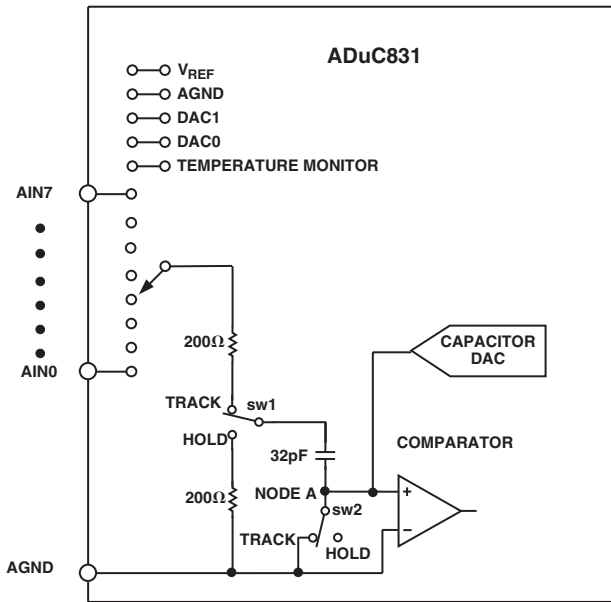 ADuC831
VREF
AGND
DAC1
DAC0
TEMPERATURE MONITOR
AIN7
200Ω
CAPACITOR
DAC
AIN0
TRACK
sw1
HOLD
COMPARATOR
32pF
200Ω
NODE A
+
sw2
−
TRACK
HOLD
AGND